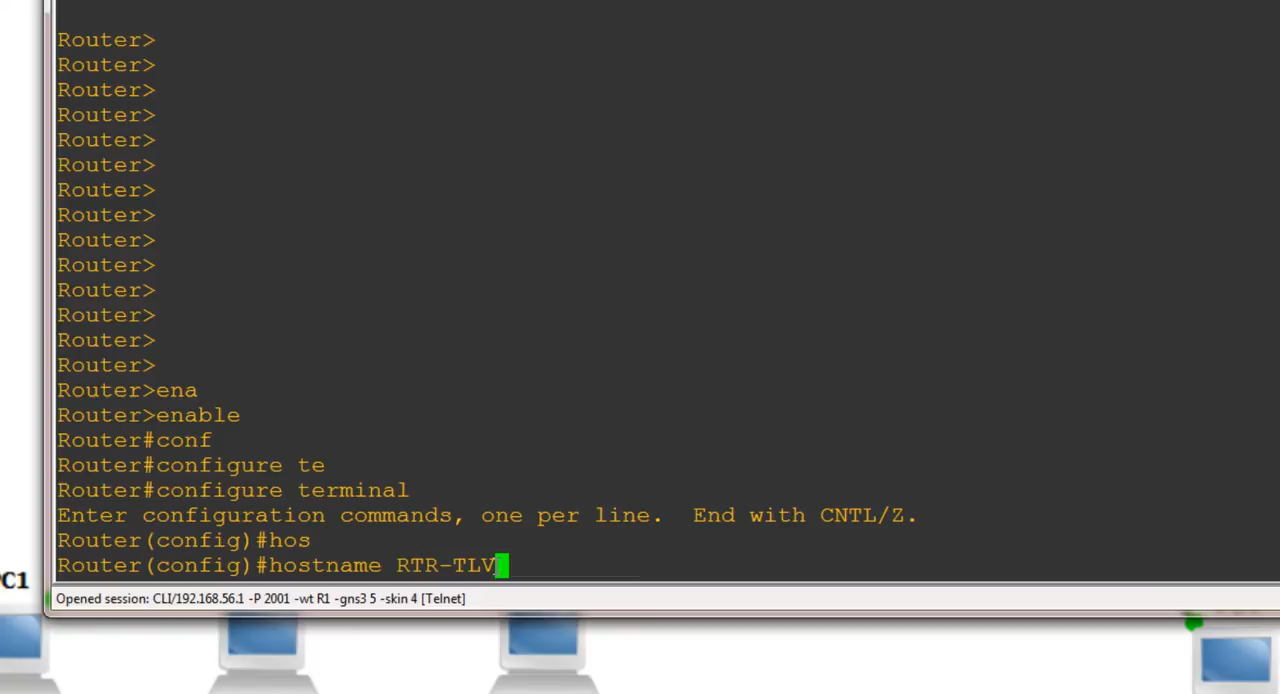 Router>
Router>
Router>
Router>
Router>
Router>
Router>
Router>
Router>
Router>
Router>
Router>
Router>
Router>
Router>ena
Router>enable
Router#conf
Router#configure te
Router#configure terminal
Enter configuration commands, one per line.  End with CNTL/Z.
Router(config)#hos
Router(config)#hostname RTR-TLV
PC1
Opened session: CLI/192.168.56.1 -P 2001 -wt R1 -gns3 5 -skin 4 [Telnet]